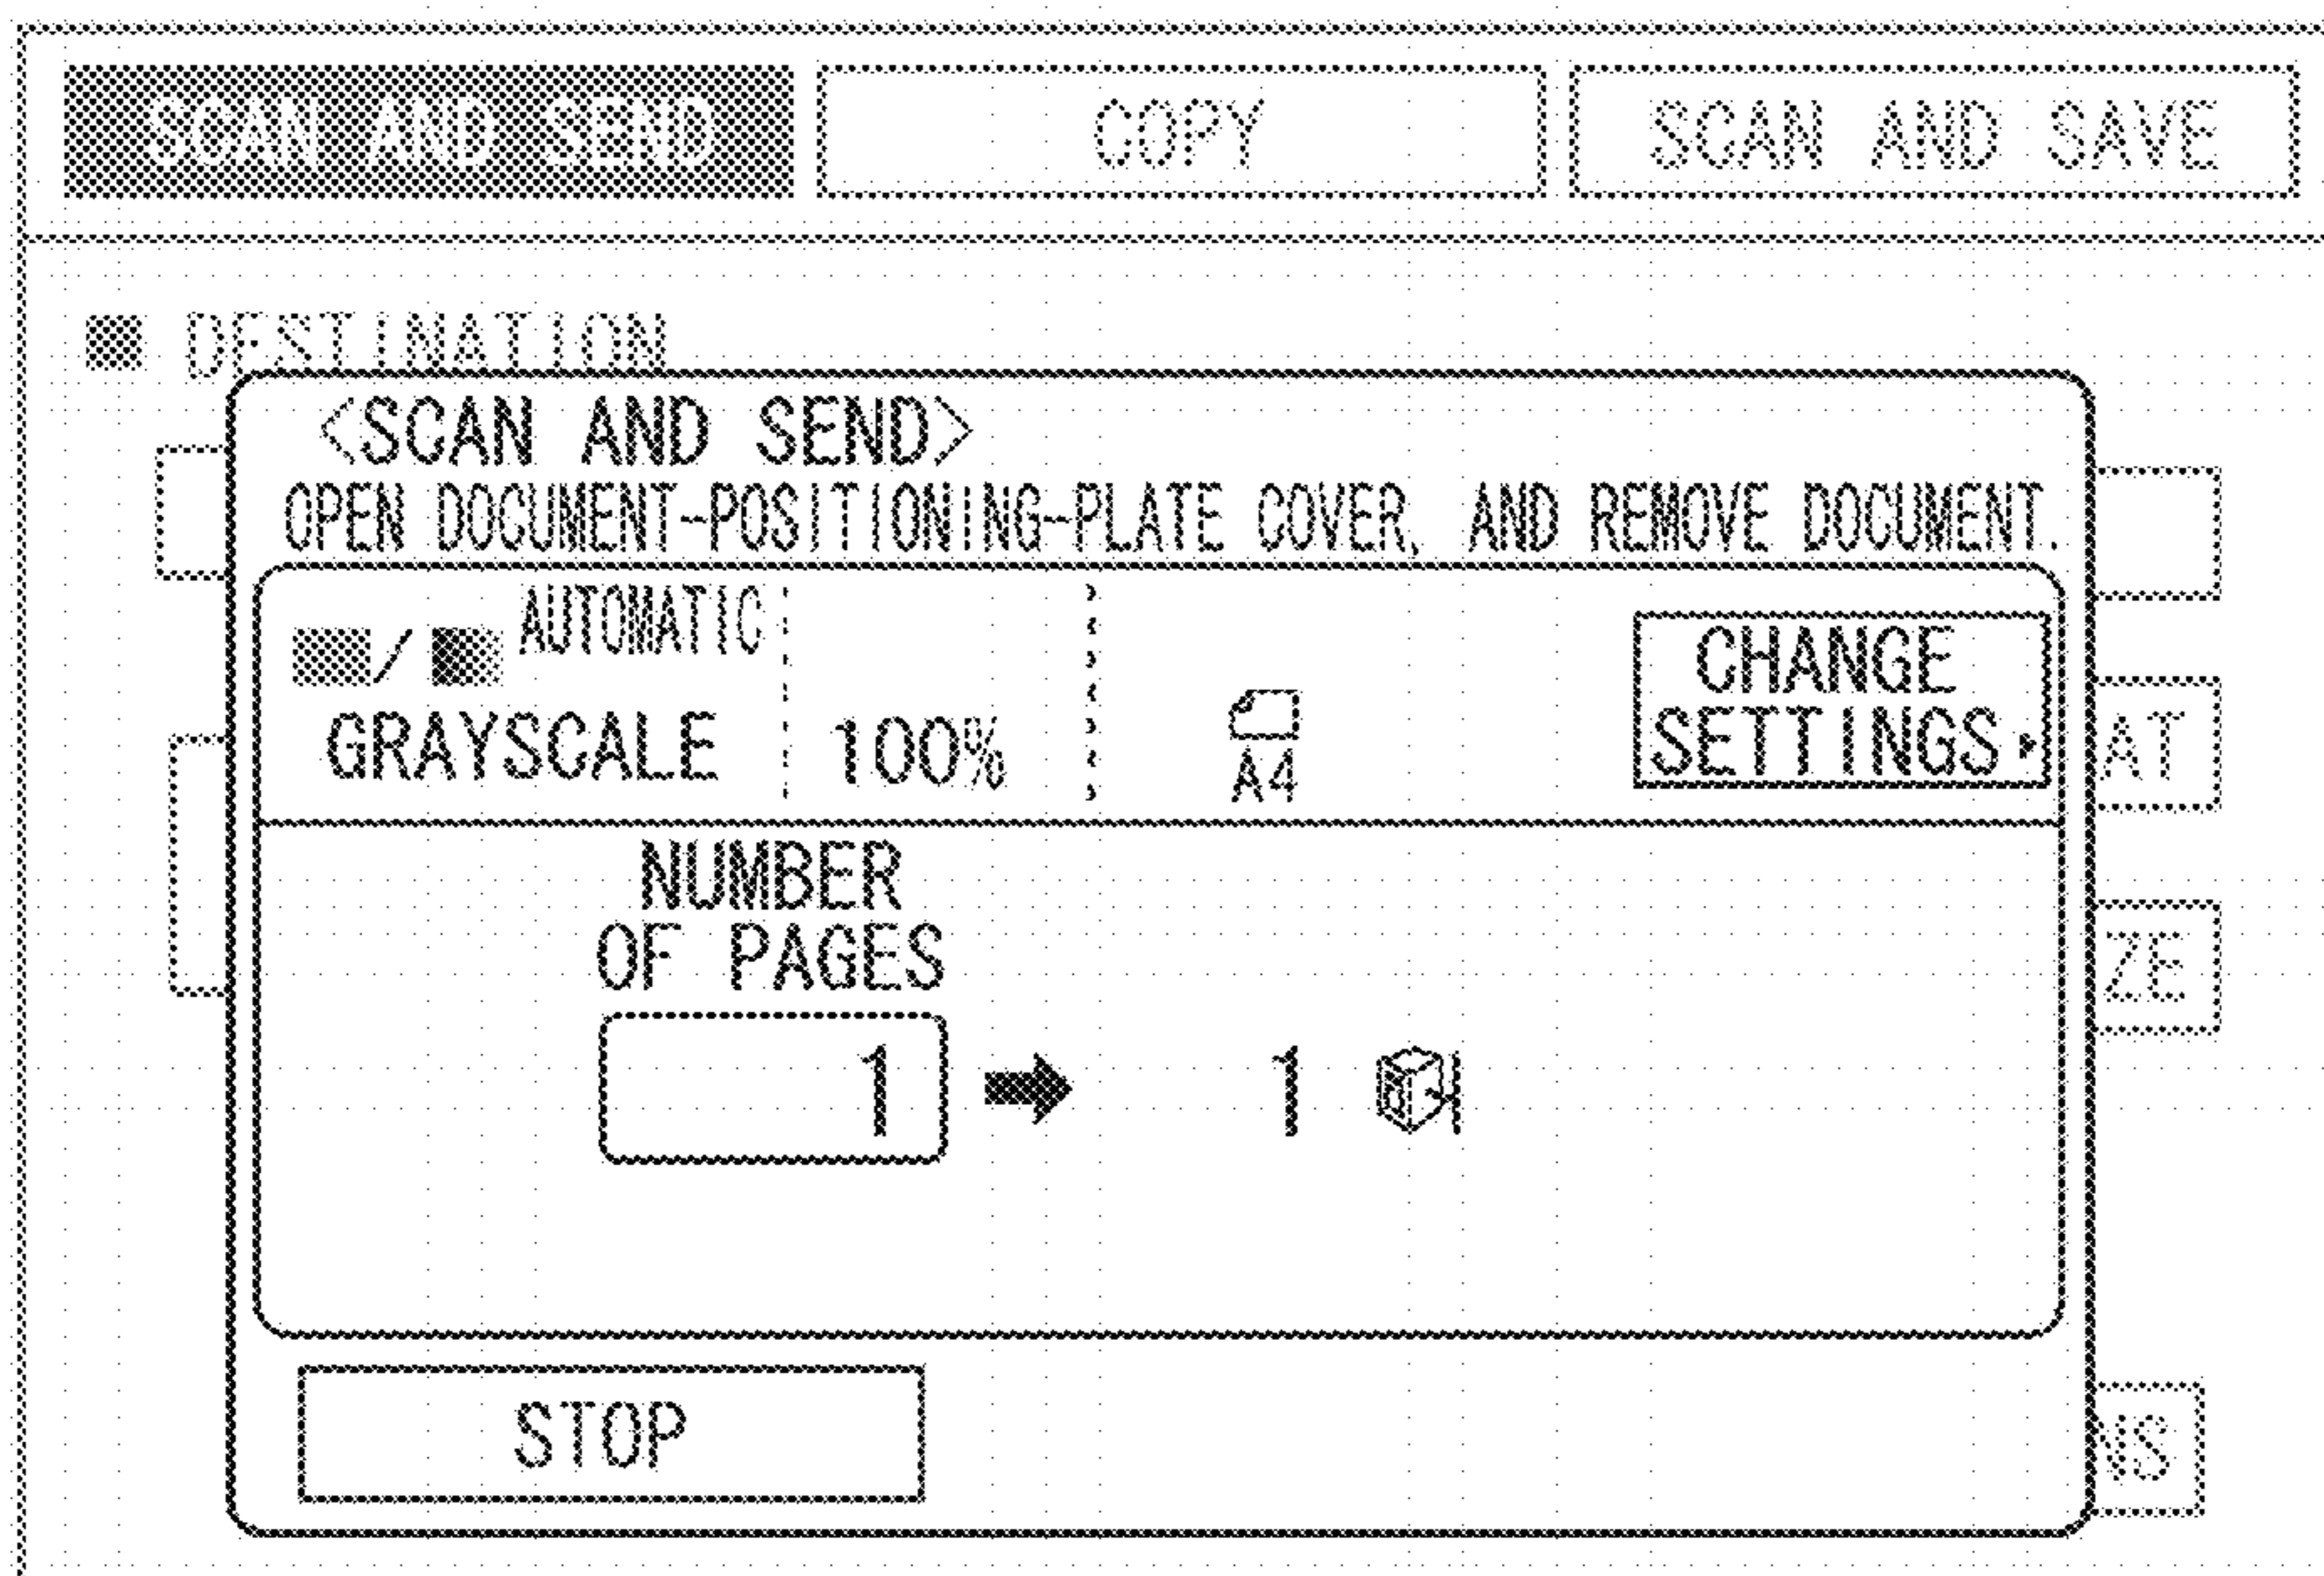 SCAN AND SEND
COPY
SCAN AND SAVE
DESTINATION
<SCAN AND SEND>
OPEN DOCUMENT-POSITIONING-PLATE COVER, AND REMOVE DOCUMENT.
AUTOMATIC
GRAYSCALE
100%
A4
CHANGE
SETTINGS
AT
NUMBER
OF PAGES
ZE
1
1
STOP
NS